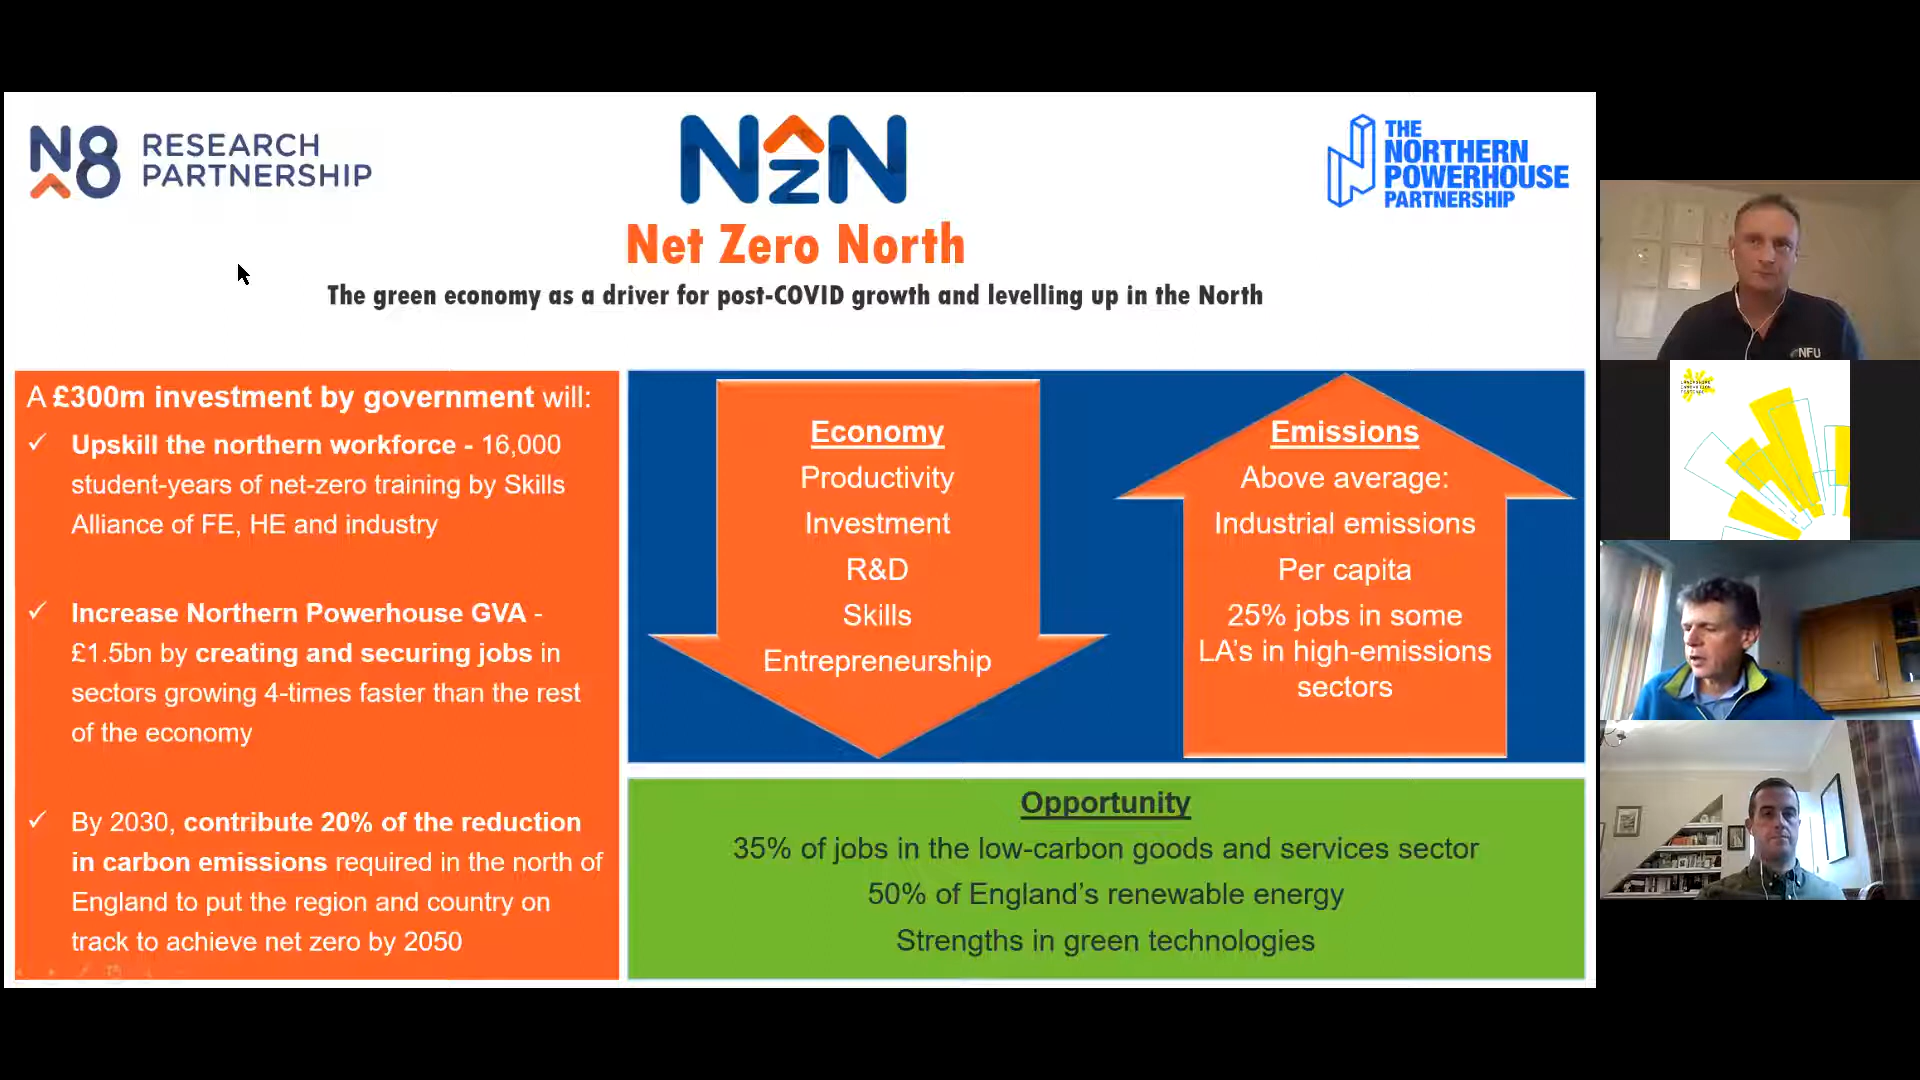 N8 RESEARCH
PARTNERSHIP
NZN
Net Zero North
The green economy as a driver for post-COVID growth and levelling up in the North
THE
NORTHERN
POWERHOUSE
PARTNERSHIP
A £300m investment by government will:
✓ Upskill the northern workforce - 16,000
student-years of net-zero training by Skills
Alliance of FE, HE and industry
✓ Increase Northern Powerhouse GVA -
£1.5bn by creating and securing jobs in
sectors growing 4-times faster than the rest
of the economy
✓ By 2030, contribute 20% of the reduction
in carbon emissions required in the north of
England to put the region and country on
track to achieve net zero by 2050
Economy
Productivity
Investment
R&D
Skills
Entrepreneurship
Emissions
Above average:
Industrial emissions
Per capita
25% jobs in some
LA's in high-emissions
sectors
Opportunity
35% of jobs in the low-carbon goods and services sector
50% of England's renewable energy
Strengths in green technologies
NFU
LANCASHIRE
INNOVATION
FESTIVAL